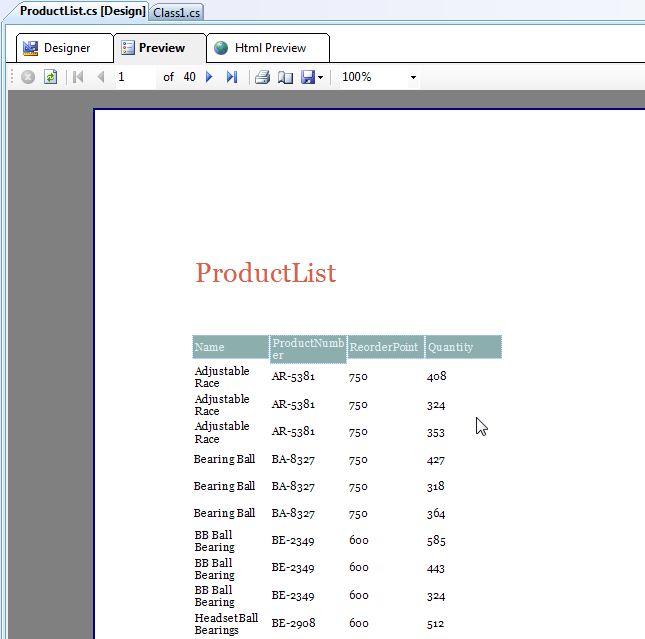 ProductList.cs [Design] Class1.cs
Designer Preview Html Preview
1 of 40 100%
ProductList
Name ProductNumb
er ReorderPoint Quantity
Adjustable
Race AR-5381 750 408
Adjustable
Race AR-5381 750 324
Adjustable
Race AR-5381 750 353
Bearing Ball BA-8327 750 427
Bearing Ball BA-8327 750 318
Bearing Ball BA-8327 750 364
BB Ball
Bearing BE-2349 600 585
BB Ball
Bearing BE-2349 600 443
BB Ball
Bearing BE-2349 600 324
HeadsetBall
Bearings BE-2908 600 512